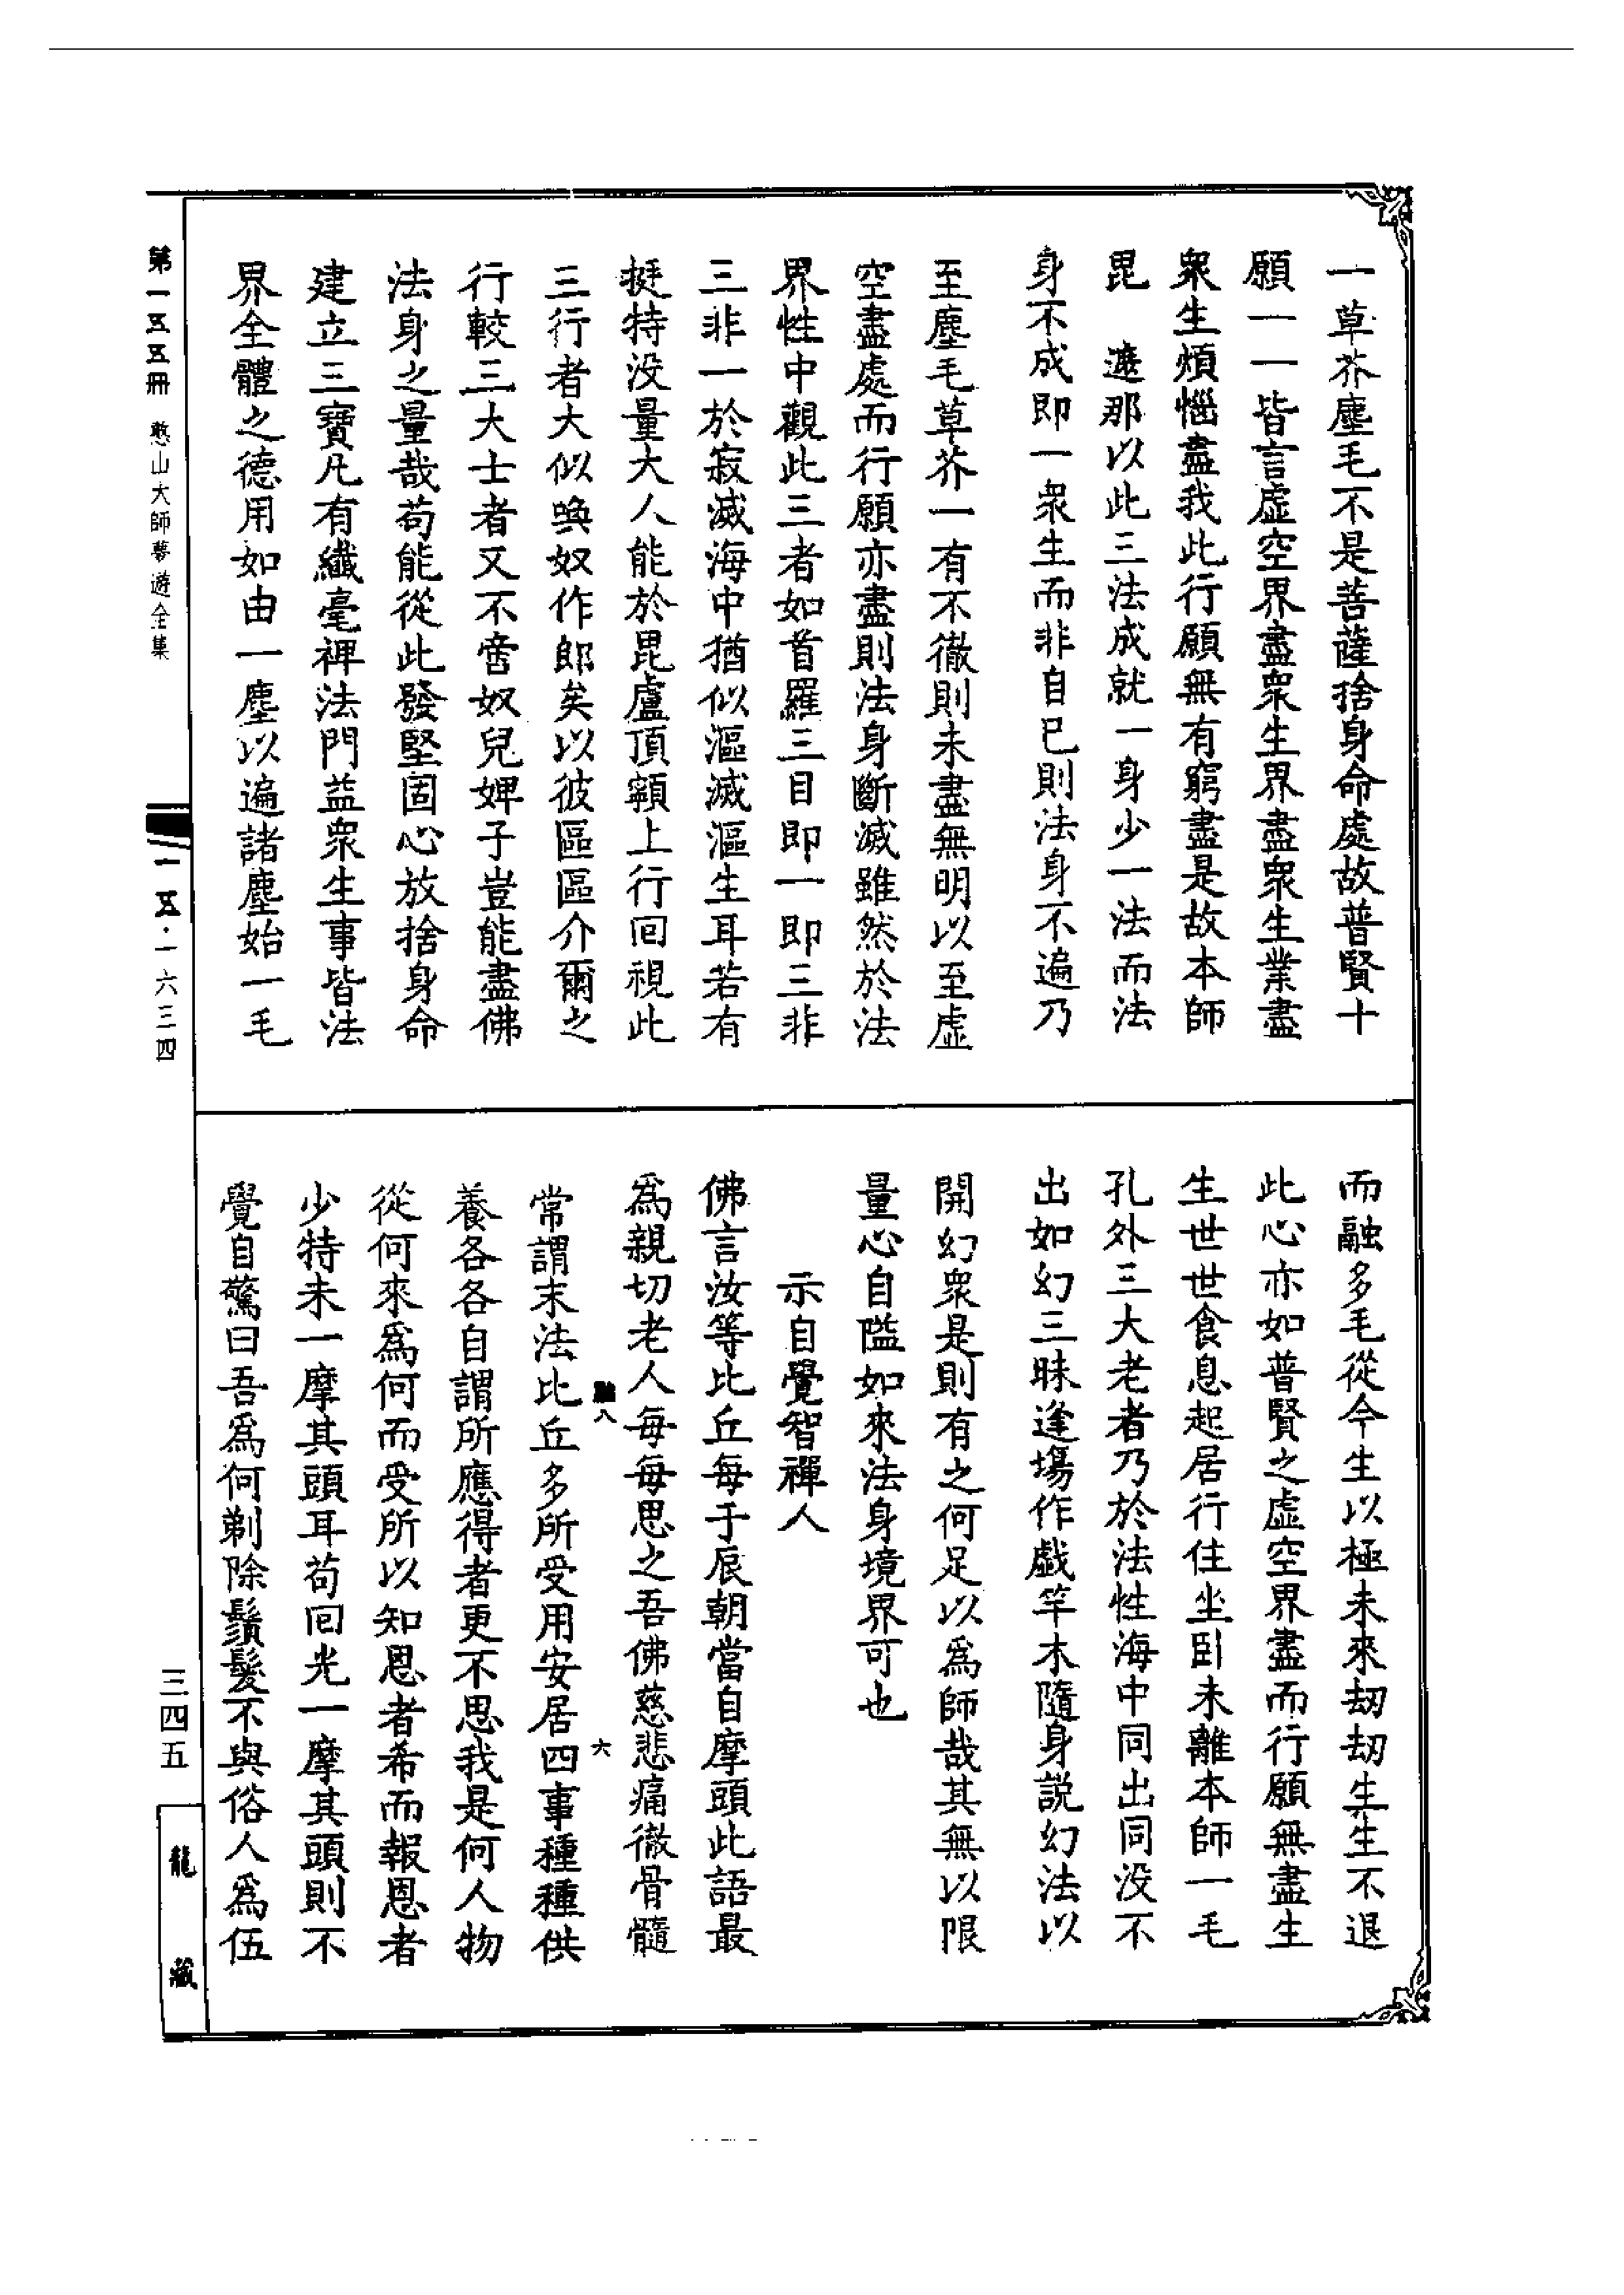 一草芥塵毛不是菩薩捨身命處故普賢十
願一一皆言虛空界盡衆生界盡衆生業盡
衆生煩惱盡我此行願無有窮盡是故本師
毘　遮那以此三法成就一身少一法而法
身不成即一衆生而非自己則法身不遍乃
至塵毛草芥一有不徹則未盡無明以至虛
空盡處而行願亦盡則法身斷滅雖然於法
界性中觀此三者如首羅三目即一即三非
三非一於寂滅海中猶似漚滅漚生耳若有
挺特没量大人能於毘盧頂𩕳上行回視此
三行者大似喚奴作郎矣以彼區區介爾之
行較三大士者又不啻奴兒婢子豈能盡佛
法身之量哉苟能從此發堅固心放捨身命
建立三寶凡有纖毫裨法門益衆生事皆法
界全體之德用如由一塵以遍諸塵始一毛
而融多毛從今生以極未來劫劫生生不退
此心亦如普賢之虛空界盡而行願無盡生
生世世食息起居行住坐臥未離本師一毛
孔外三大老者乃於法性海中同出同没不
出如幻三昧逢場作戲竿木隨身説幻法以
開幻衆是則有之何足以爲師哉其無以限
量心自隘如來法身境界可也
示自覺智禪人
佛言汝等比丘每于辰朝當自摩頭此語最
爲親切老人每每思之吾佛慈悲痛徹骨髓
八
六
常謂末法比丘多所受用安居四事種種供
養各各自謂所應得者更不思我是何人物
從何來爲何而受所以知恩者希而報恩者
少特未一摩其頭耳苟回光一摩其頭則不
覺自驚曰吾爲何剃除鬚髮不與俗人爲伍
第一五五冊　憨山大師夢遊全集
一五·一六三四
三四五
龍藏